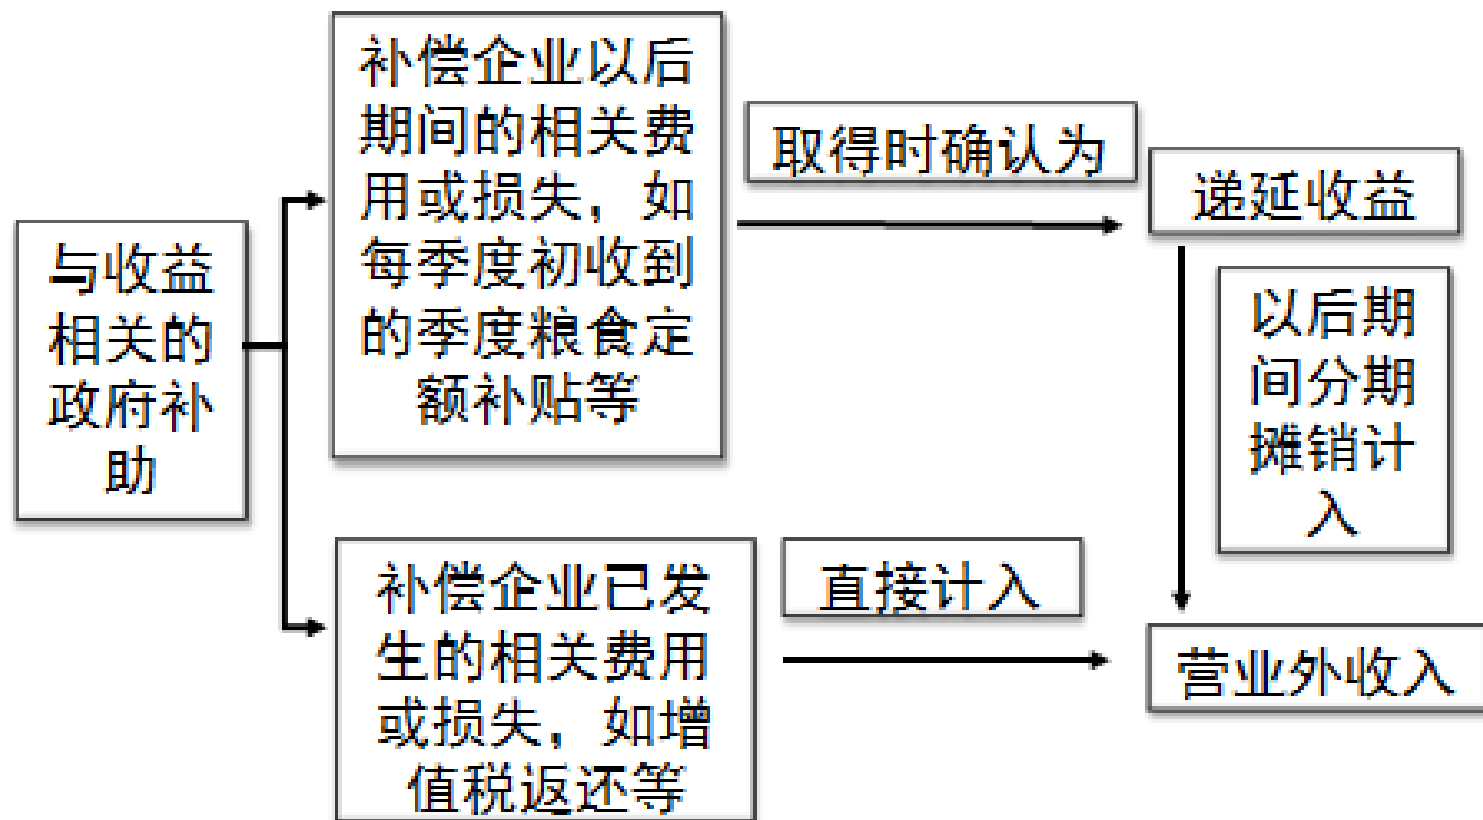 与收益
相关的
政府补
助
补偿企业以后
期间的相关费
用或损失，如
每季度初收到
的季度粮食定
额补贴等
取得时确认为
递延收益
以后期
间分期
摊销计
入
补偿企业已发
生的相关费用
或损失，如增
值税返还等
直接计入
营业外收入